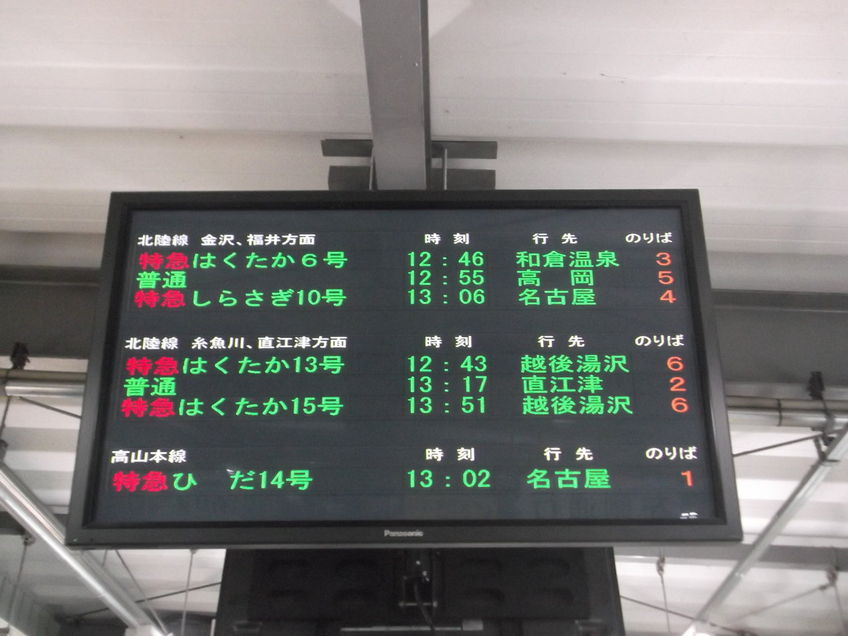 北陸線 金沢、福井方面 時 刻 行 先 のりば
特急はくたか6号 12:46 和倉温泉 3
普通 12:55 高 岡 5
特急しらさぎ10号 13:06 名古屋 4
北陸線 糸魚川、直江津方面 時 刻 行 先 のりば
特急はくたか13号 12:43 越後湯沢 6
普通 13:17 直江津 2
特急はくたか15号 13:51 越後湯沢 6
高山本線 時 刻 行 先 のりば
特急ひ だ14号 13:02 名古屋 1
Panasonic